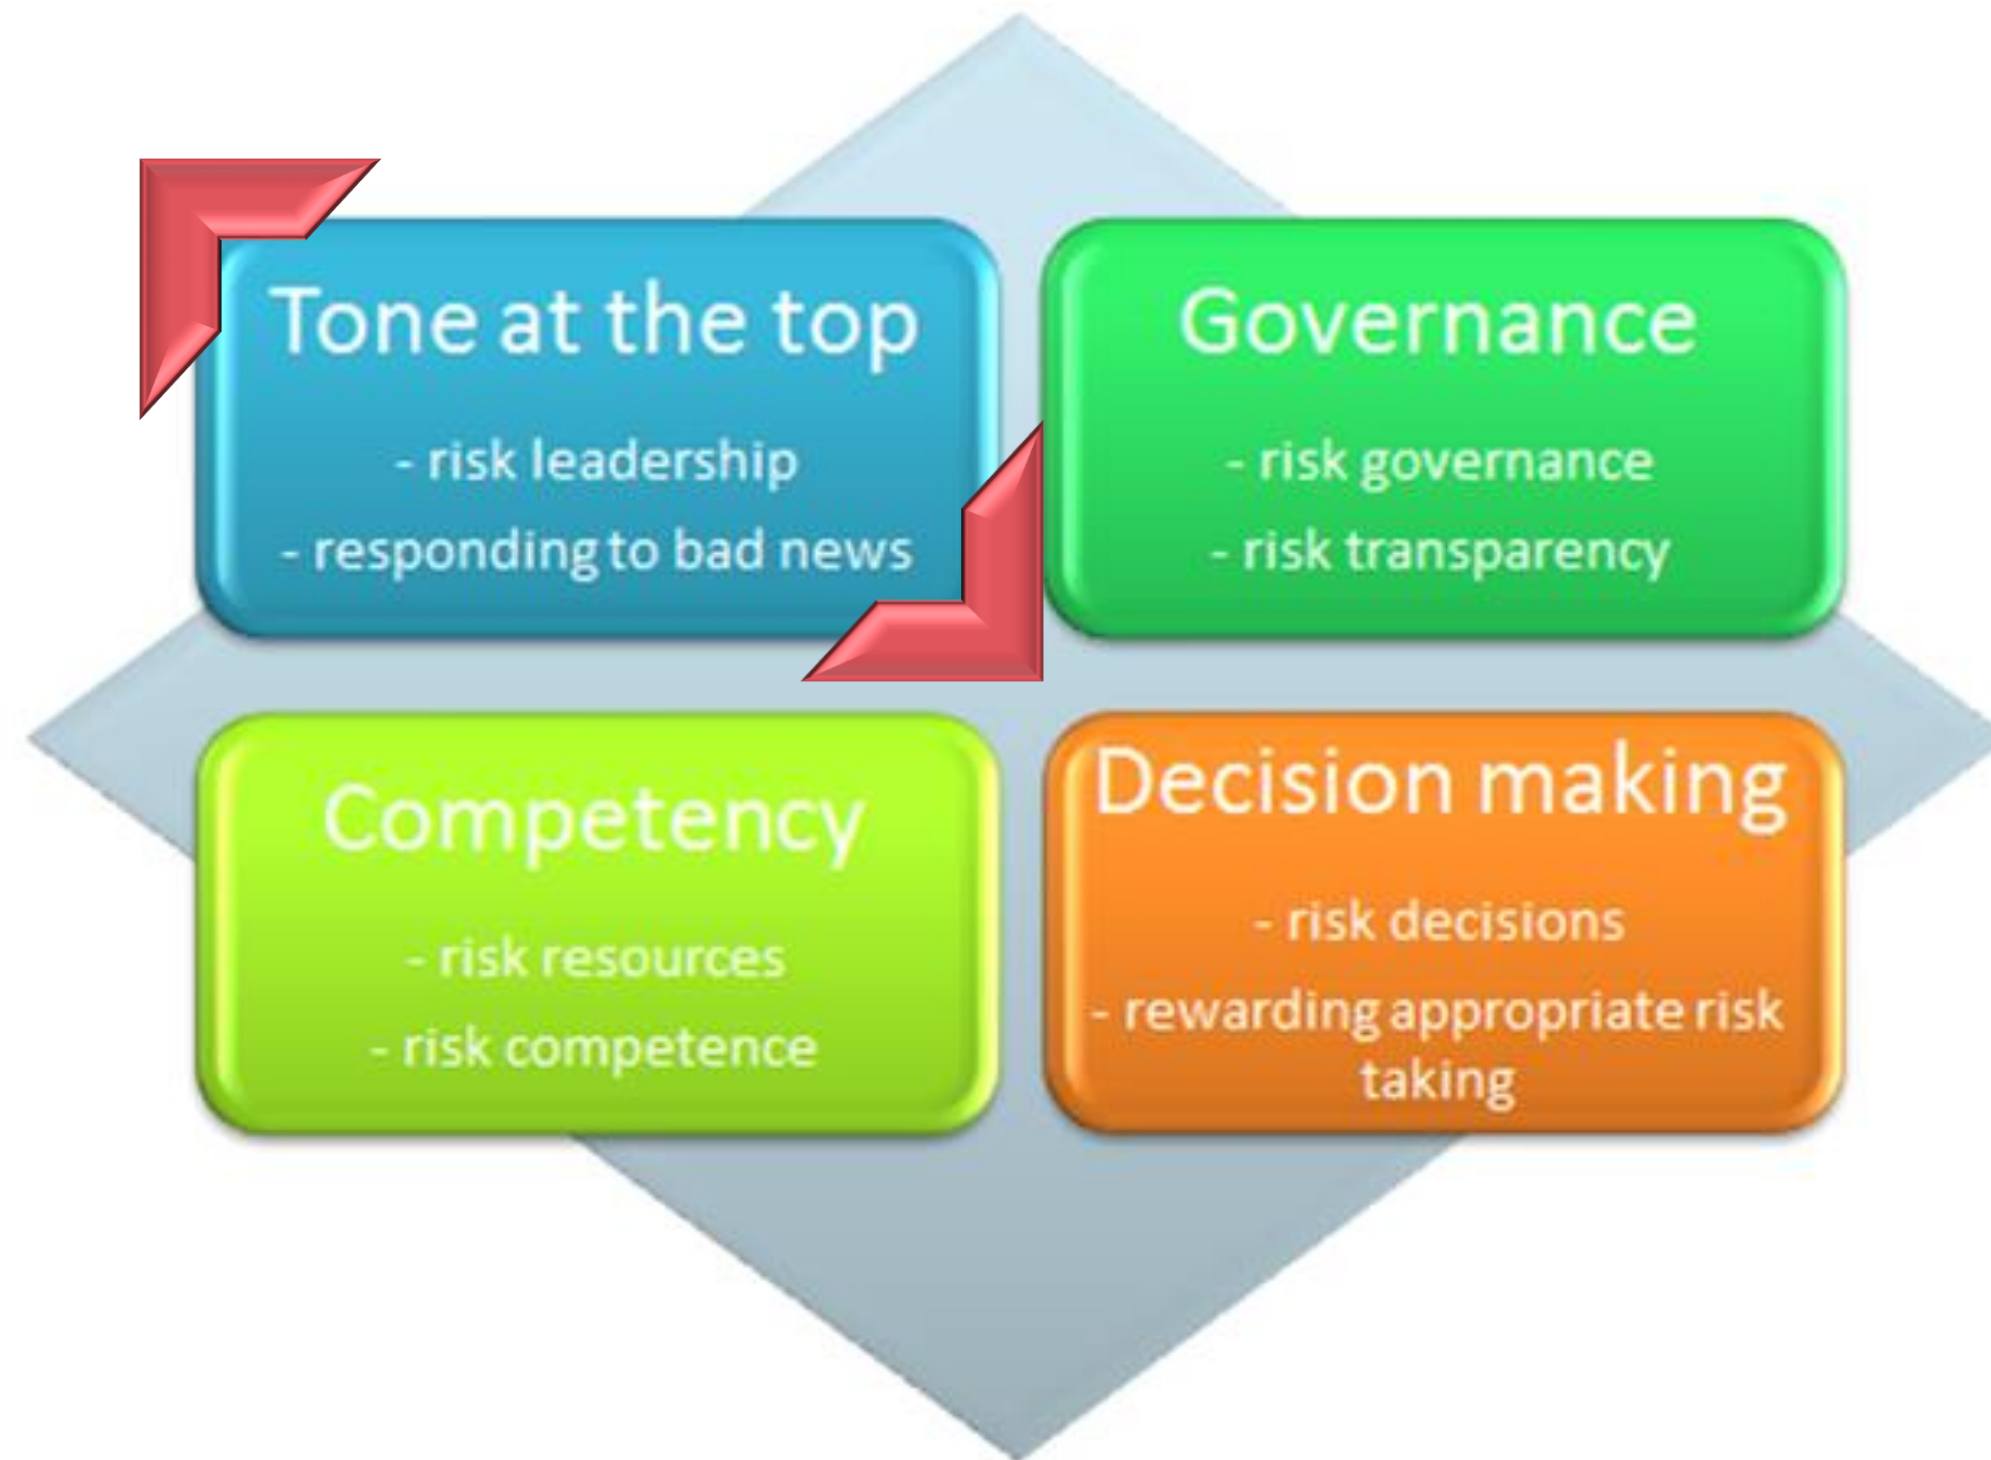 Tone at the top
- risk leadership
- responding to bad news
Governance
- risk governance
- risk transparency
Competency
- risk resources
- risk competence
Decision making
- risk decisions
- rewarding appropriate risk
taking